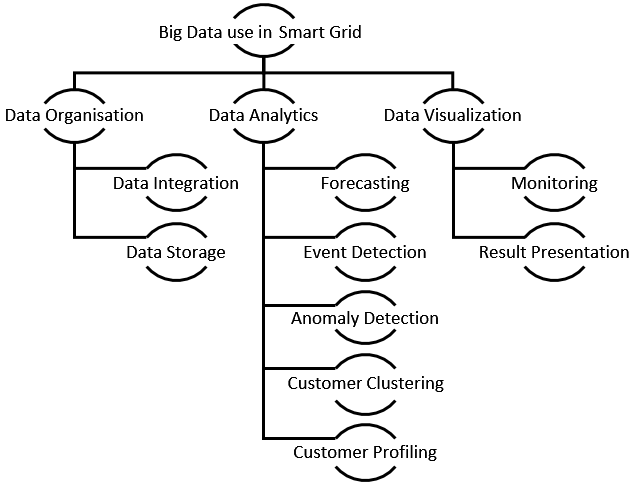 Big Data use in Smart Grid
Data Organisation
Data Analytics
Data Visualization
Data Integration
Forecasting
Monitoring
Data Storage
Event Detection
Result Presentation
Anomaly Detection
Customer Clustering
Customer Profiling